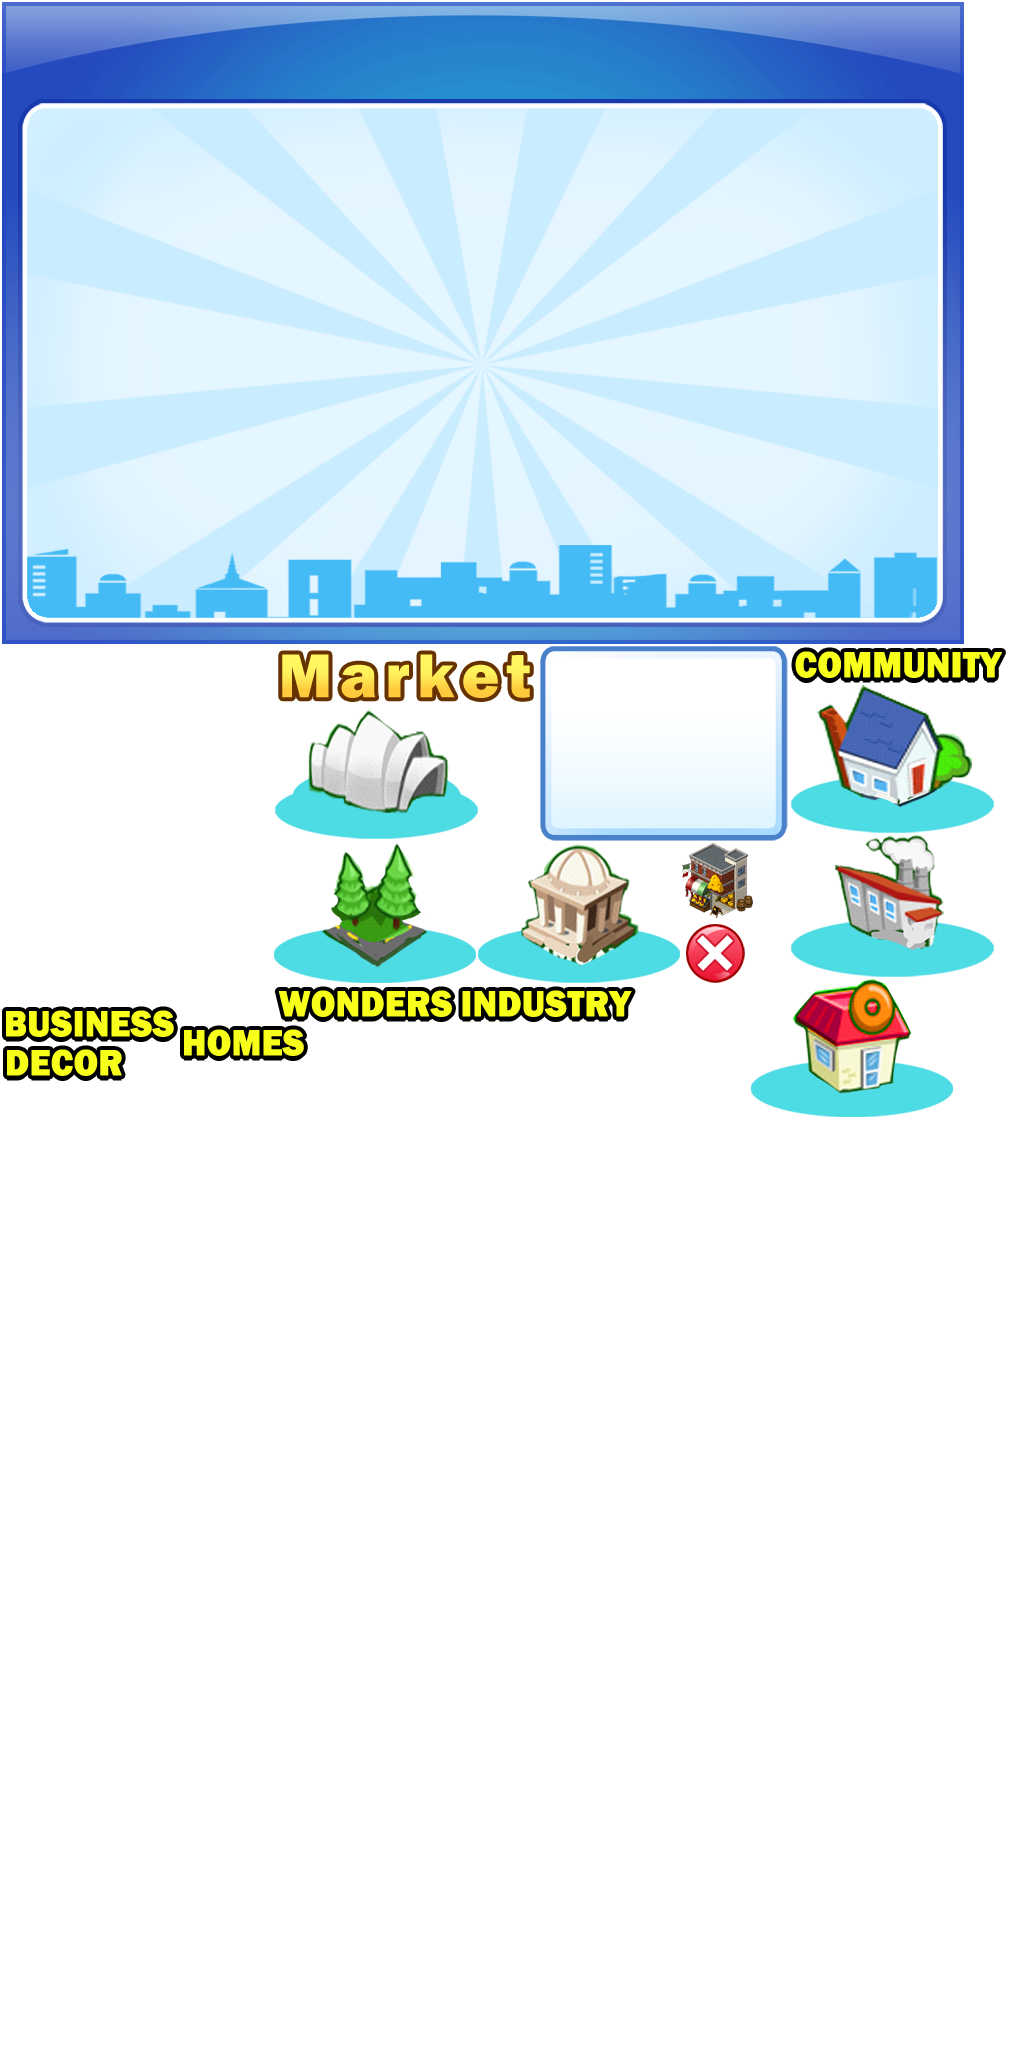 Market
COMMUNITY
WONDERS
INDUSTRY
BUSINESS
HOMES
DECOR